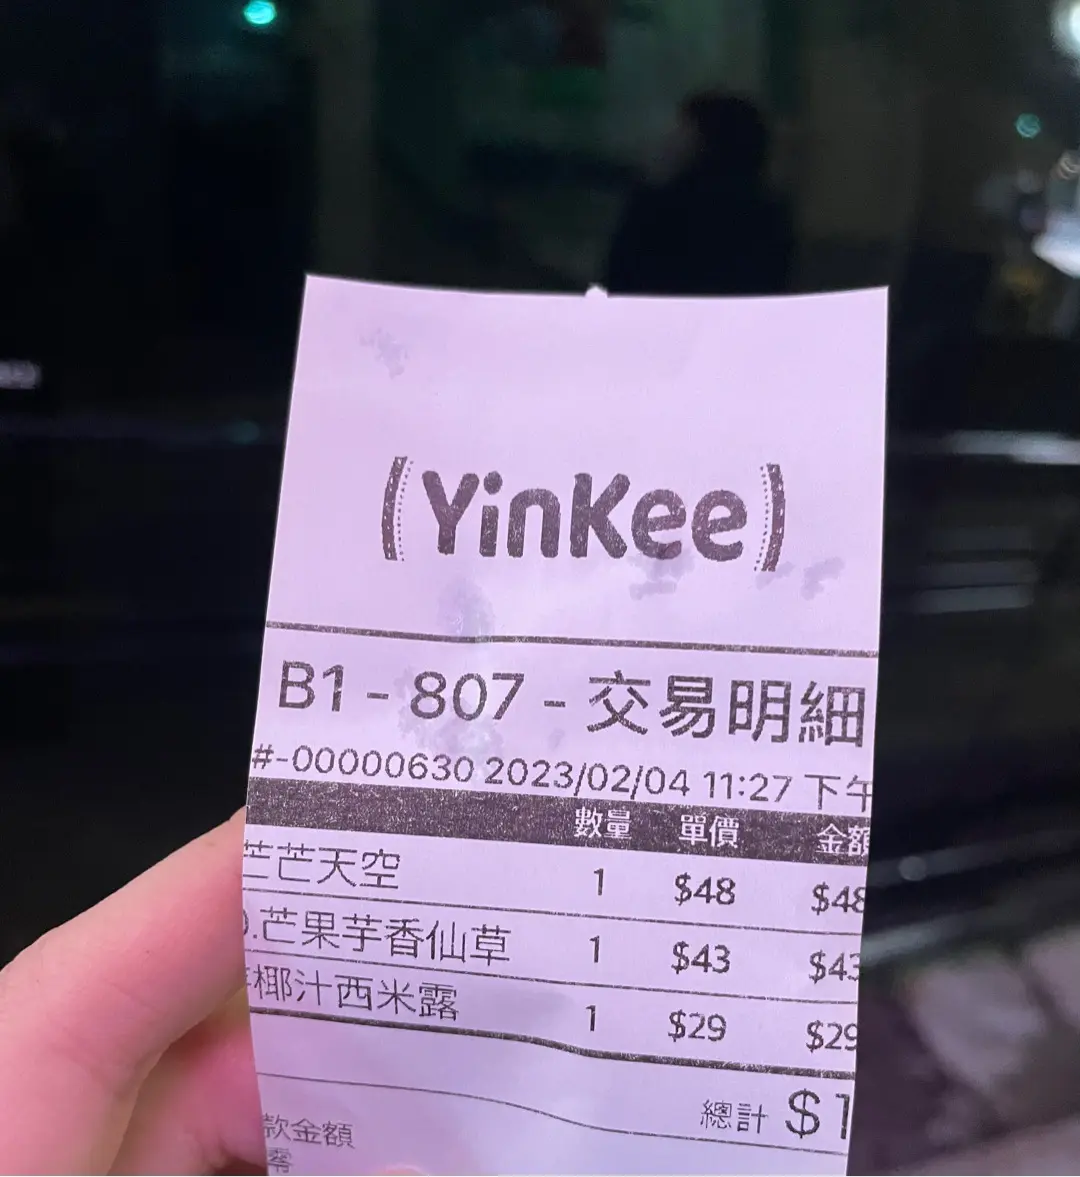 (YinKee)
B1 - 807 - 交易明細
#-00000630 2023/02/04 11:27 下午
數量 單價 金額
芒芒天空 1 $48 $48
.芒果芋香仙草 1 $43 $43
椰汁西米露 1 $29 $29
總計 $1
款金額
零